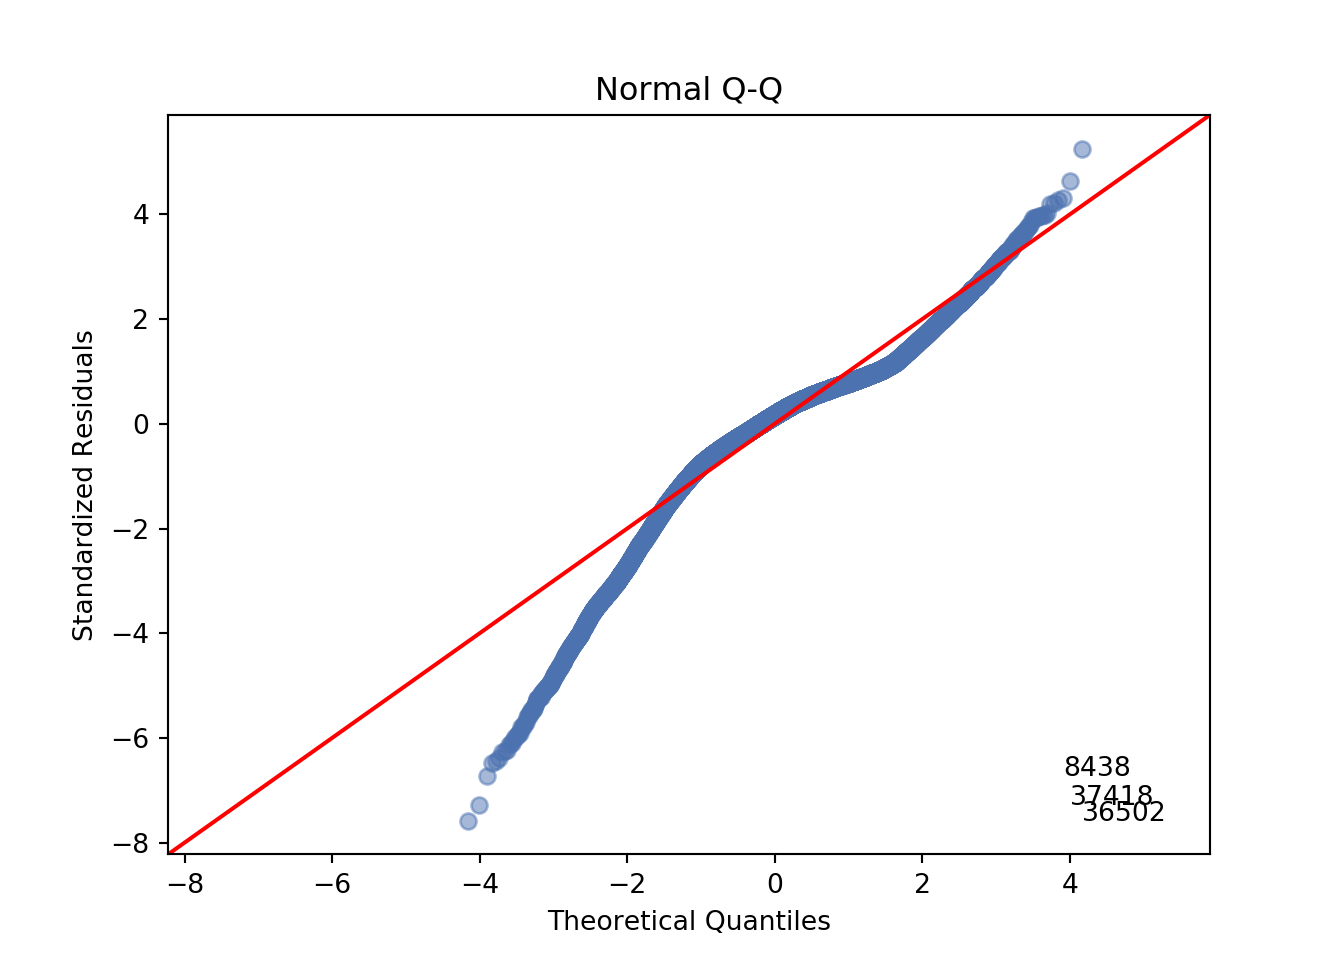 Normal Q-Q
Standardized Residuals
4
2
0
−2
−4
−6
−8
8438
37418
36502
−8 −6 −4 −2 0 2 4
Theoretical Quantiles